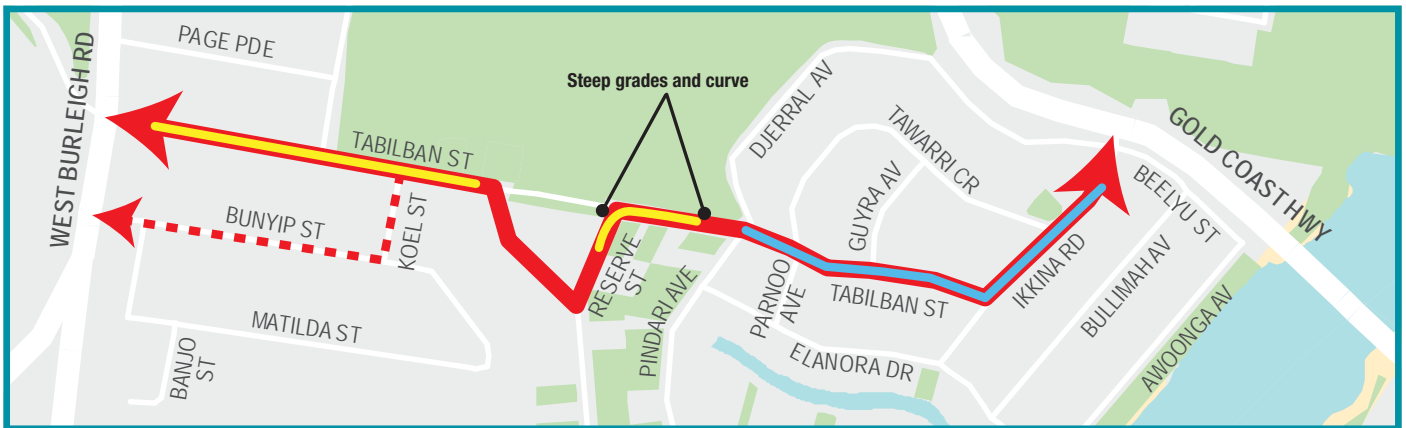 PAGE PDE
WEST BURLEIGH RD
TABILBAN ST
BUNYIP ST
KOEL ST
MATILDA ST
BANJO
ST
Steep grades and curve
RESERVE
ST
PINDARI AVE
DJERRAL AV
TAWARRI CR
GUYRA AV
PARNOO
AVE
TABILBAN ST
ELANORA DR
IKKINA RD
GOLD COAST HWY
BEELYU ST
BULLIMAH AV
AWOONGA AV